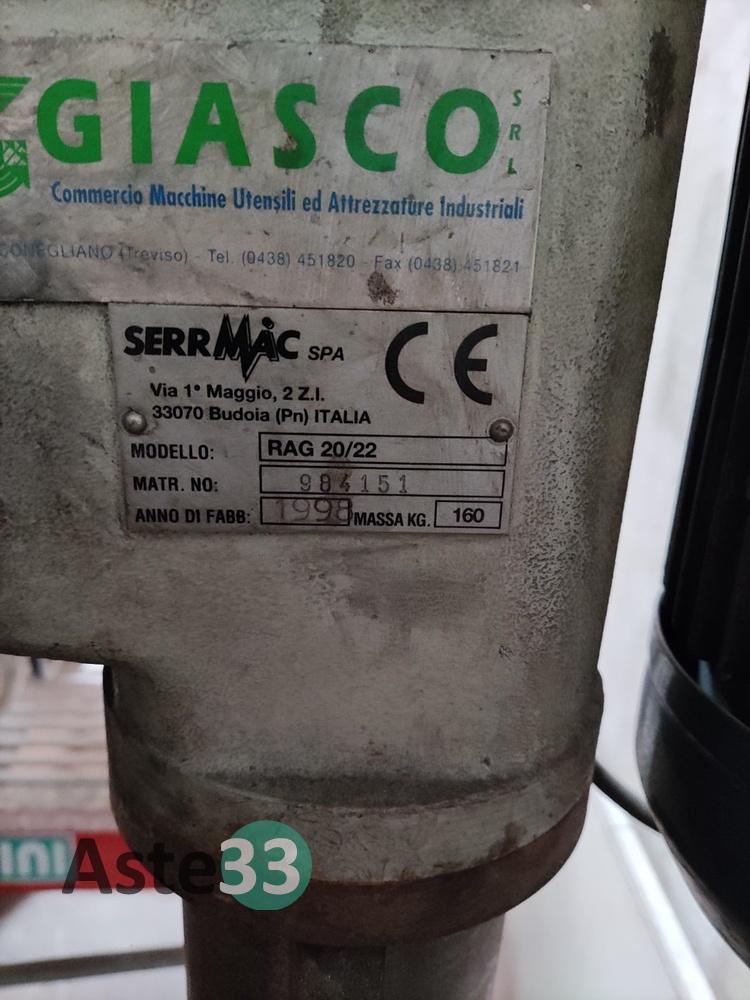 GIASCO SRL
Commercio Macchine Utensili ed Attrezzature Industriali
CONEGLIANO (Treviso) - Tel. (0438) 451820 - Fax (0438) 451821
SERRMAC SPA CE
Via 1° Maggio, 2 Z.I.
33070 Budoia (Pn) ITALIA
MODELLO: RAG 20/22
MATR. NO: 984151
ANNO DI FABB: 1998 MASSA KG. 160
INI
Aste33